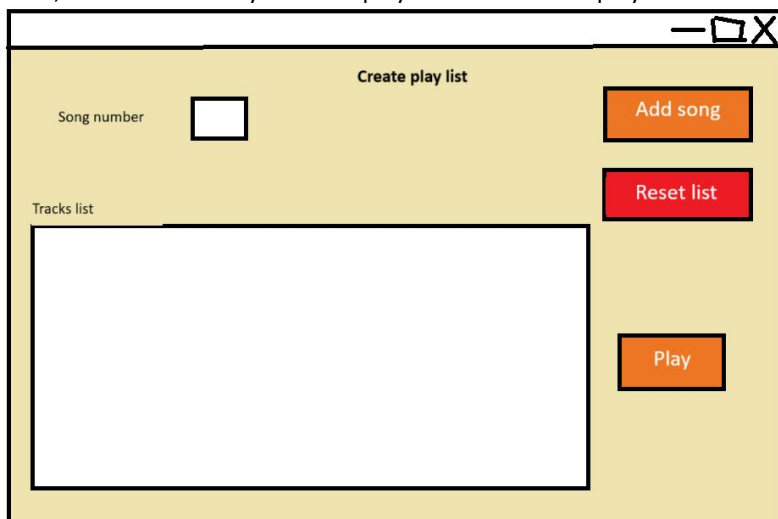 Create play list
Song number
Add song
Reset list
Tracks list
Play